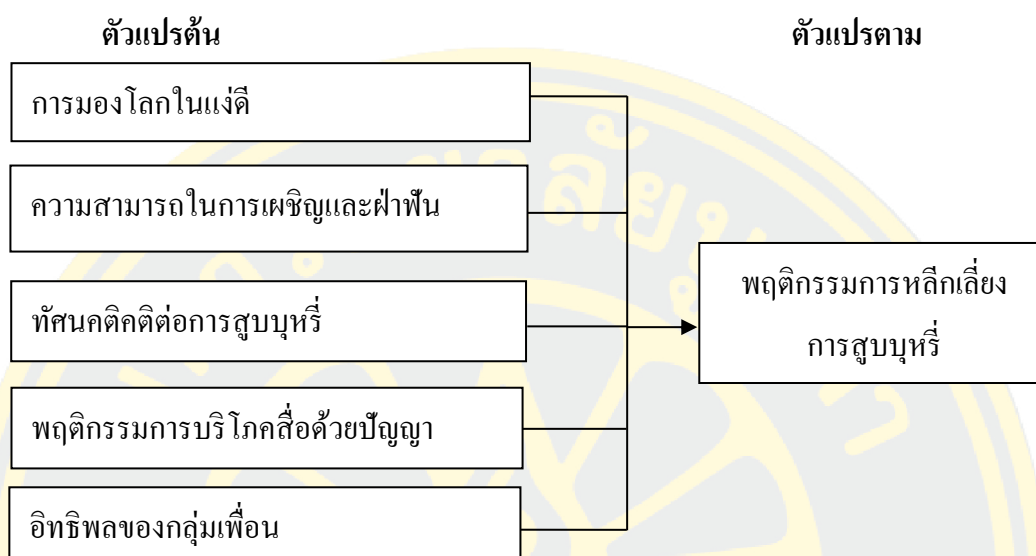 ตัวแปรต้น
ตัวแปรตาม
การมองโลกในแง่ดี
ความสามารถในการเผชิญและฝ่าฟัน
ทัศนคติคติต่อการสูบบุหรี่
พฤติกรรมการบริโภคสื่อด้วยปัญญา
อิทธิพลของกลุ่มเพื่อน
พฤติกรรมการหลีกเลี่ยง
การสูบบุหรี่